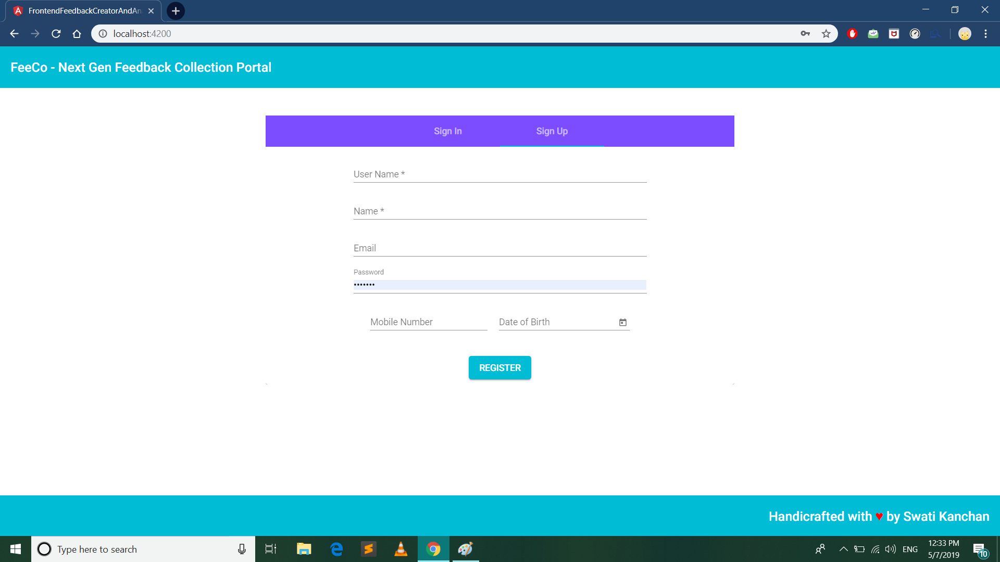 FrontendFeedbackCreatorAndAn
localhost:4200
FeeCo - Next Gen Feedback Collection Portal
Sign In
Sign Up
User Name *
Name *
Email
Password
•••••••
Mobile Number
Date of Birth
REGISTER
Handicrafted with ♥ by Swati Kanchan
Type here to search
ENG
12:33 PM
5/7/2019
10